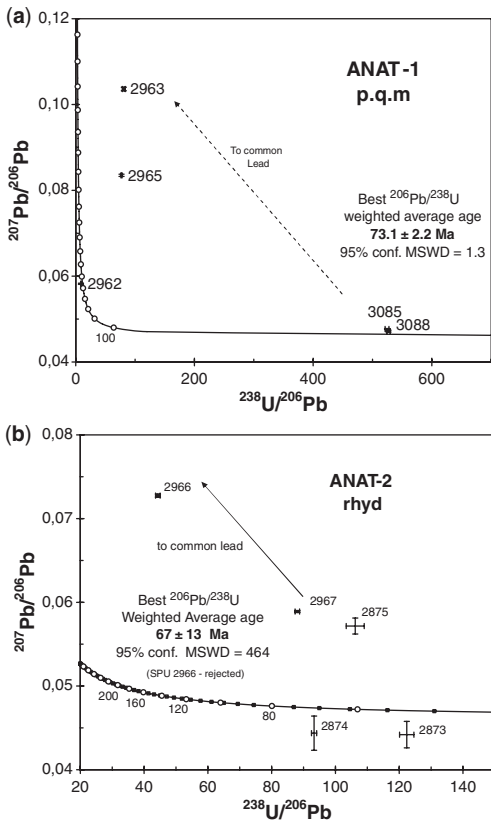 (a)
ANAT-1
p.q.m
0,12
0,10
0,08
0,06
0,04
207Pb/206Pb
2963
2965
2962
To common
Lead
Best 206Pb/238U
weighted average age
73.1 ± 2.2 Ma
95% conf. MSWD = 1.3
3085
3088
100
0
200
400
600
238U/206Pb
(b)
ANAT-2
rhyd
0,08
0,07
0,06
0,05
0,04
207Pb/206Pb
2966
to common lead
2967
2875
Best 206Pb/238U
Weighted Average age
67 ± 13 Ma
95% conf. MSWD = 464
(SPU 2966 - rejected)
200
160
120
80
2874
2873
20
40
60
80
100
120
140
238U/206Pb